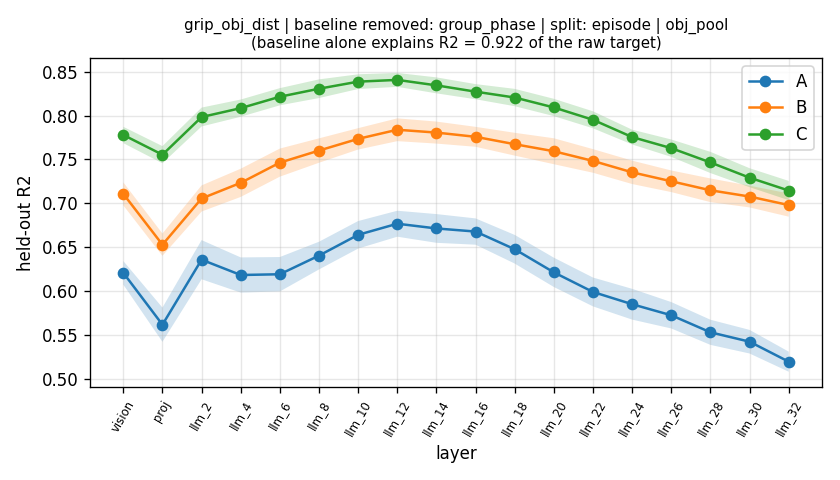 grip_obj_dist | baseline removed: group_phase | split: episode | obj_pool
(baseline alone explains R2 = 0.922 of the raw target)
held-out R2
0.85
0.80
0.75
0.70
0.65
0.60
0.55
0.50
A
B
C
vision
proj
llm_2
llm_4
llm_6
llm_8
llm_10
llm_12
llm_14
llm_16
llm_18
llm_20
llm_22
llm_24
llm_26
llm_28
llm_30
llm_32
layer